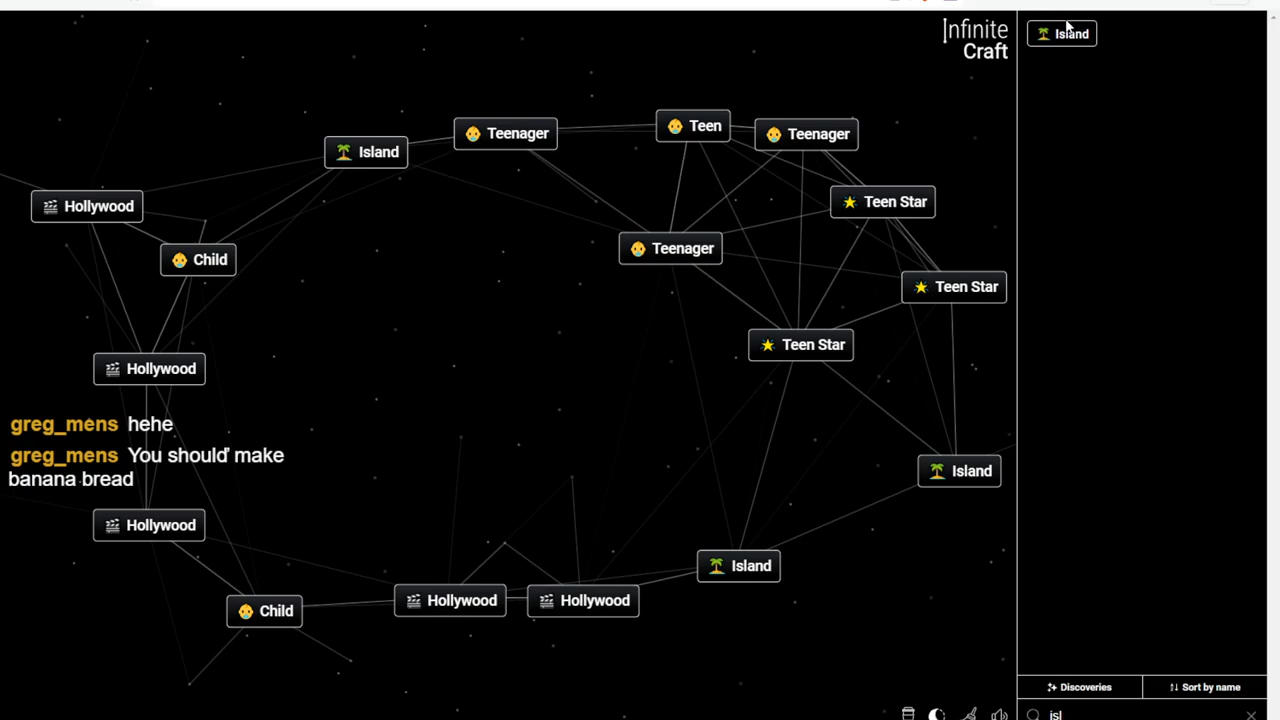 Infinite
Craft
Island
Teenager
Teen
Teenager
Island
Hollywood
Teen Star
Teenager
Child
Teen Star
Teen Star
Hollywood
greg_mens hehe
greg_mens You should make
banana bread
Island
Hollywood
Island
Hollywood
Hollywood
Child
Discoveries
Sort by name
isl